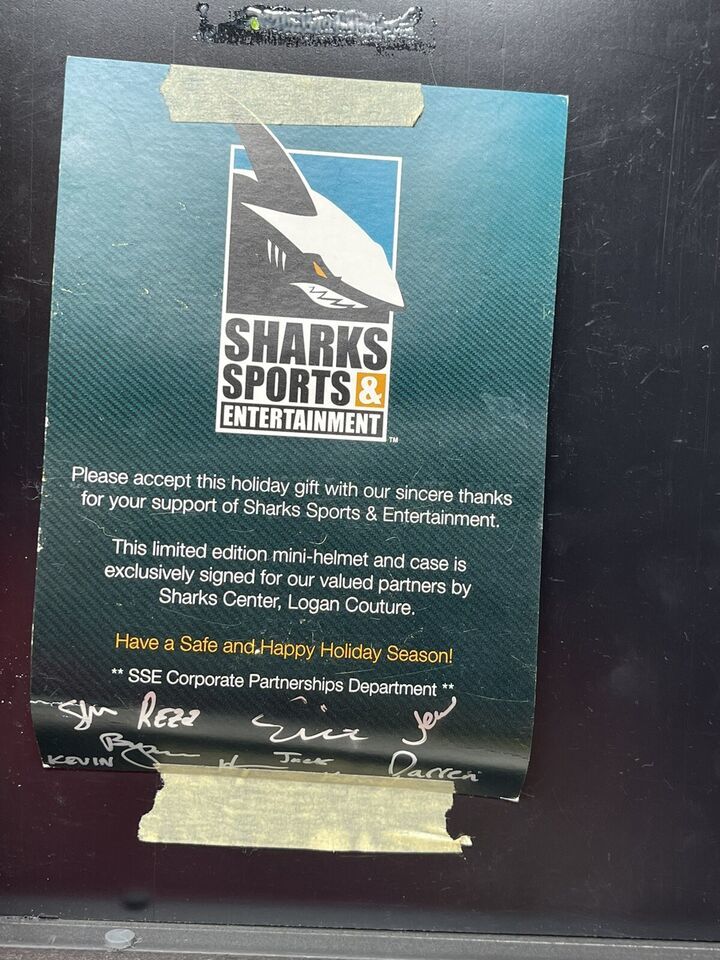 SHARKS
SPORTS &
ENTERTAINMENT
TM
Please accept this holiday gift with our sincere thanks
for your support of Sharks Sports & Entertainment.
This limited edition mini-helmet and case is
exclusively signed for our valued partners by
Sharks Center, Logan Couture.
Have a Safe and Happy Holiday Season!
** SSE Corporate Partnerships Department **
REZZ Jen
KEVIN Jack Darren